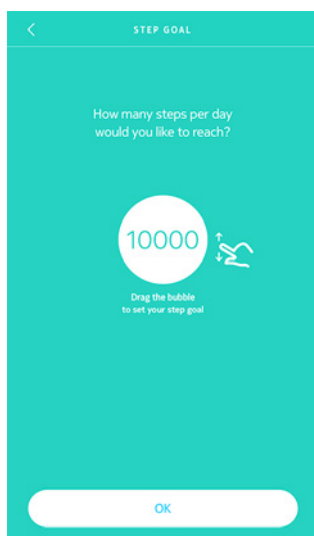 STEP GOAL
How many steps per day
would you like to reach?
10000
Drag the bubble
to set your step goal
OK